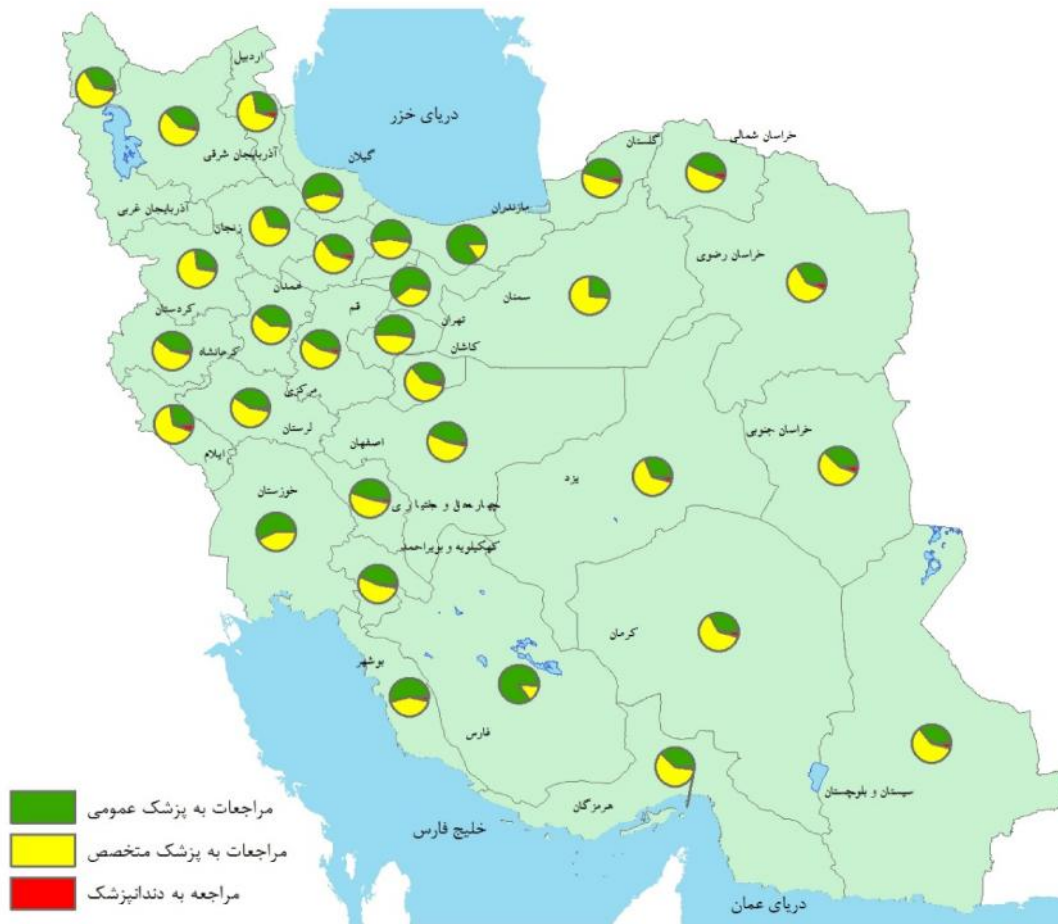 اردبیل
دریای خزر
خراسان شمالی
گلستان
آذربایجان شرقی
گیلان
آذربایجان غربی
مازندران
زنجان
خراسان رضوی
همدان
سمنان
قم
کردستان
تهران
کرمانشاه
کاشان
مرکزی
لرستان
اصفهان
خراسان جنوبی
ایلام
یزد
خوزستان
کهکیلویه و بویراحمد
کرمان
بوشهر
فارس
سیستان و بلوچستان
هرمزگان
خلیج فارس
دریای عمان
مراجعات به پزشک عمومی
مراجعات به پزشک متخصص
مراجعه به دندانپزشک